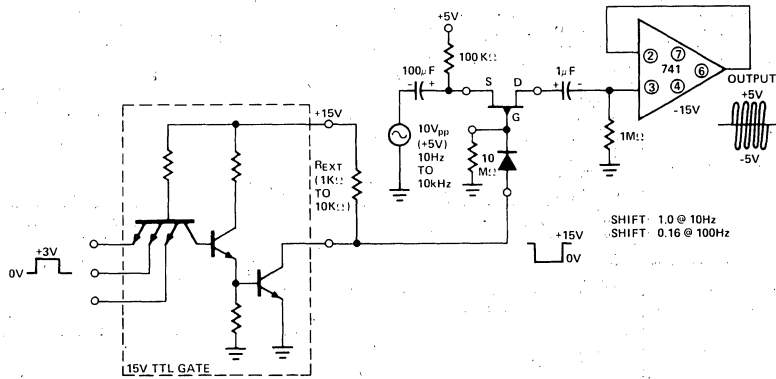 +5V
100 KΩ
100μF
- +
S
D
G
1μF
+ -
2
7
741
6
3
4
-15V
OUTPUT
+5V
-5V
1MΩ
+15V
REXT
(1KΩ
TO
10KΩ)
10Vpp
(+5V)
10Hz
TO
10kHz
10
MΩ
+15V
0V
SHIFT 1.0 @ 10Hz
SHIFT 0.16 @ 100Hz
+3V
0V
15V TTL GATE